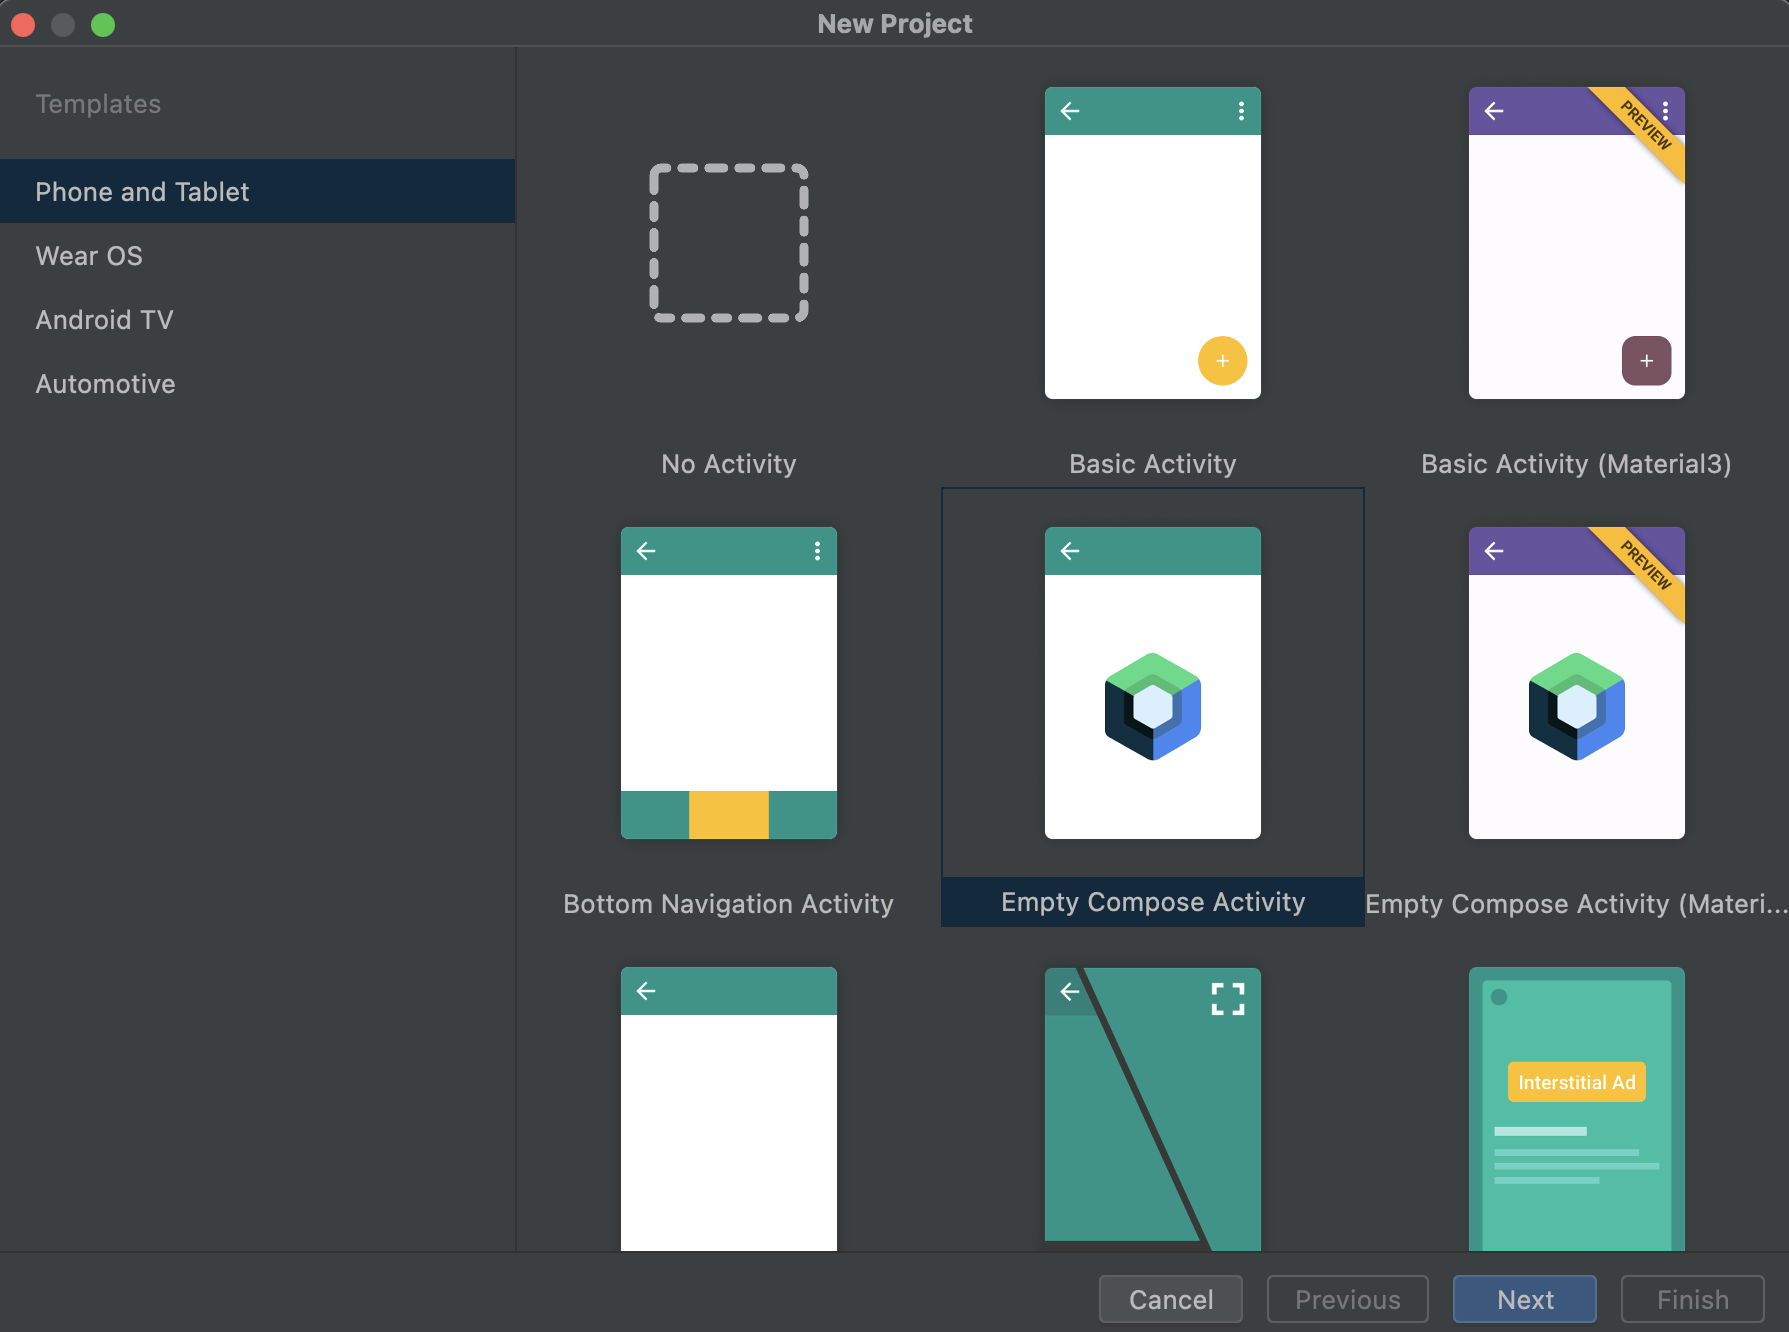 New Project
Templates
Phone and Tablet
Wear OS
Android TV
Automotive
PREVIEW
No Activity
Basic Activity
Basic Activity (Material3)
PREVIEW
Bottom Navigation Activity
Empty Compose Activity
Empty Compose Activity (Materi...
Interstitial Ad
Cancel
Previous
Next
Finish